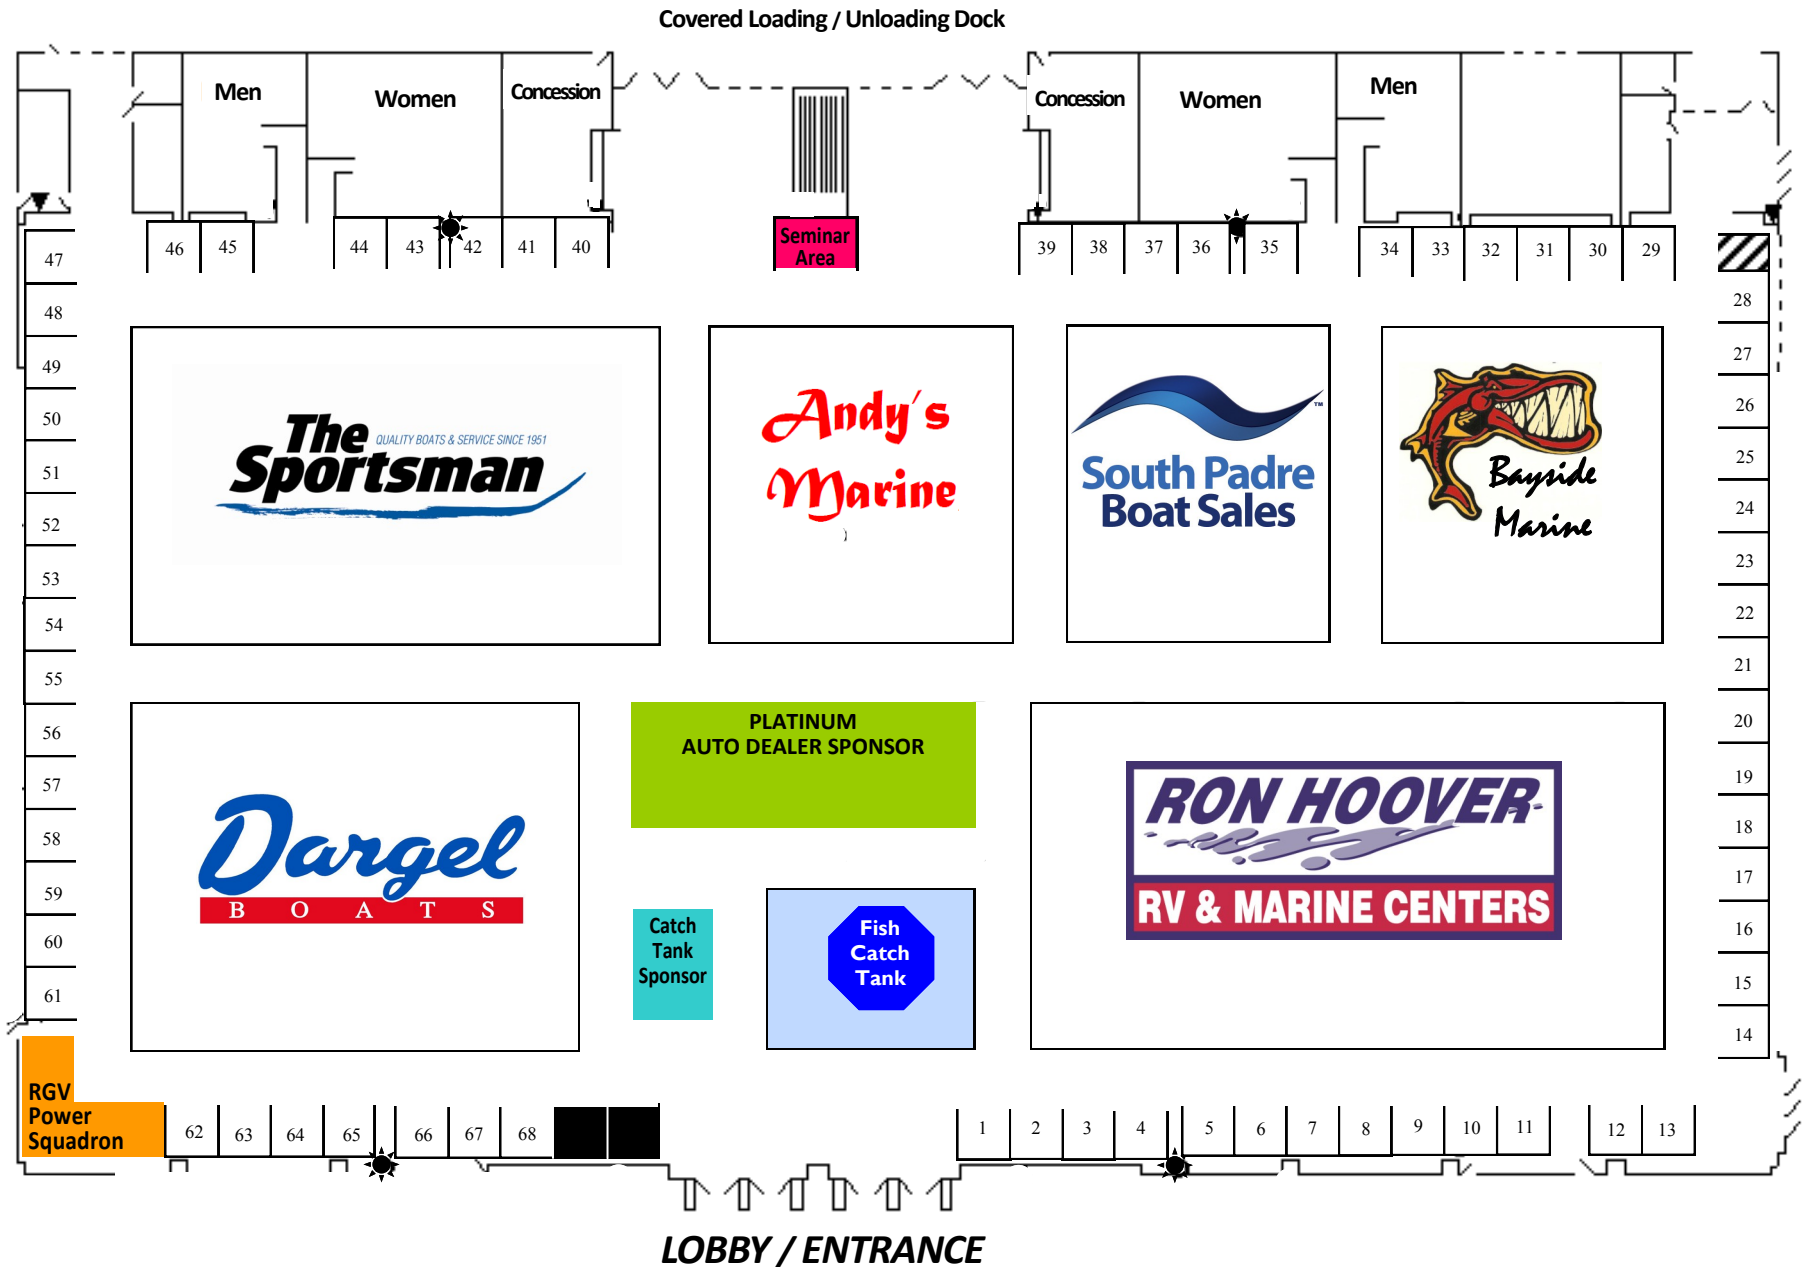 Covered Loading / Unloading Dock
Men
Women
Concession
Concession
Women
Men
46
45
44
43
42
41
40
Seminar
Area
39
38
37
36
35
34
33
32
31
30
29
47
48
49
50
51
52
53
54
55
56
57
58
59
60
61
28
27
26
25
24
23
22
21
20
19
18
17
16
15
14
The
QUALITY BOATS & SERVICE SINCE 1951
Sportsman
Andy's
Marine
)
TM
South Padre
Boat Sales
Bayside
Marine
Dargel
BOATS
PLATINUM
AUTO DEALER SPONSOR
RON HOOVER
RV & MARINE CENTERS
Catch
Tank
Sponsor
Fish
Catch
Tank
RGV
Power
Squadron
62
63
64
65
66
67
68
1
2
3
4
5
6
7
8
9
10
11
12
13
LOBBY / ENTRANCE